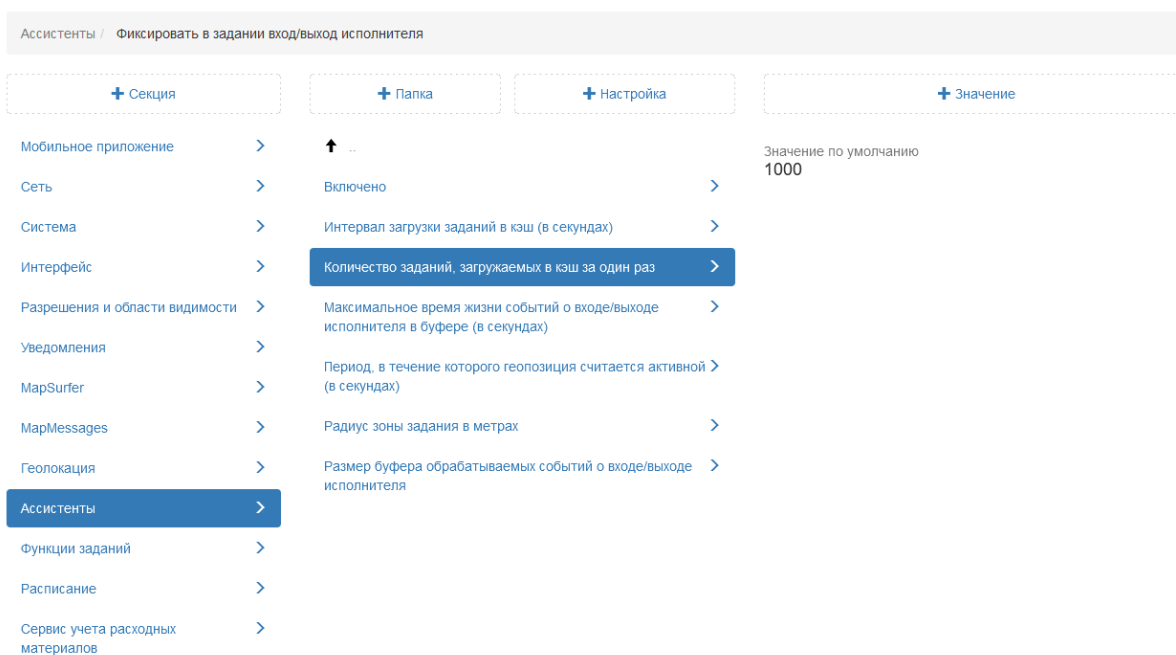 Ассистенты / Фиксировать в задании вход/выход исполнителя
+ Секция
+ Папка
+ Настройка
+ Значение
Мобильное приложение
Сеть
Система
Интерфейс
Разрешения и области видимости
Уведомления
MapSurfer
MapMessages
Геолокация
Ассистенты
Функции заданий
Расписание
Сервис учета расходных
материалов
..
Включено
Интервал загрузки заданий в кэш (в секундах)
Количество заданий, загружаемых в кэш за один раз
Максимальное время жизни событий о входе/выходе
исполнителя в буфере (в секундах)
Период, в течение которого геопозиция считается активной
(в секундах)
Радиус зоны задания в метрах
Размер буфера обрабатываемых событий о входе/выходе
исполнителя
Значение по умолчанию
1000